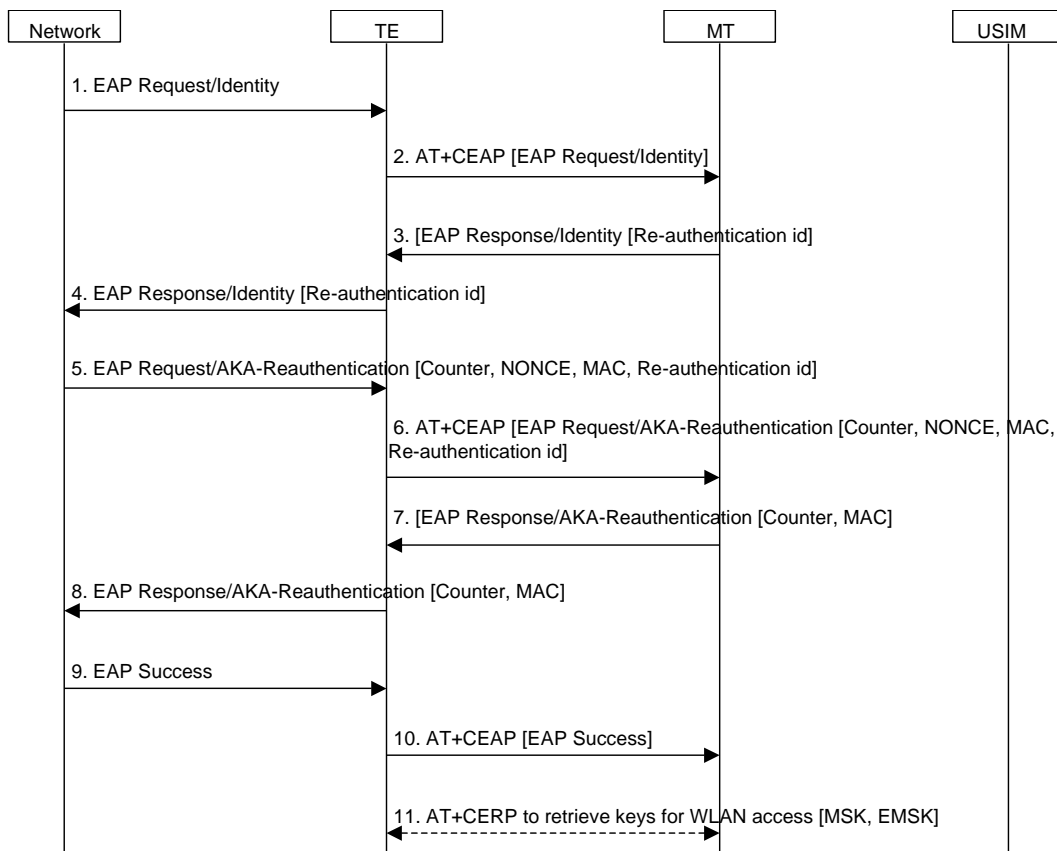 Network
TE
MT
USIM
1. EAP Request/Identity
2. AT+CEAP [EAP Request/Identity]
3. [EAP Response/Identity [Re-authentication id]
4. EAP Response/Identity [Re-authentication id]
5. EAP Request/AKA-Reauthentication [Counter, NONCE, MAC, Re-authentication id]
6. AT+CEAP [EAP Request/AKA-Reauthentication [Counter, NONCE, MAC,
Re-authentication id]
7. [EAP Response/AKA-Reauthentication [Counter, MAC]
8. EAP Response/AKA-Reauthentication [Counter, MAC]
9. EAP Success
10. AT+CEAP [EAP Success]
11. AT+CERP to retrieve keys for WLAN access [MSK, EMSK]